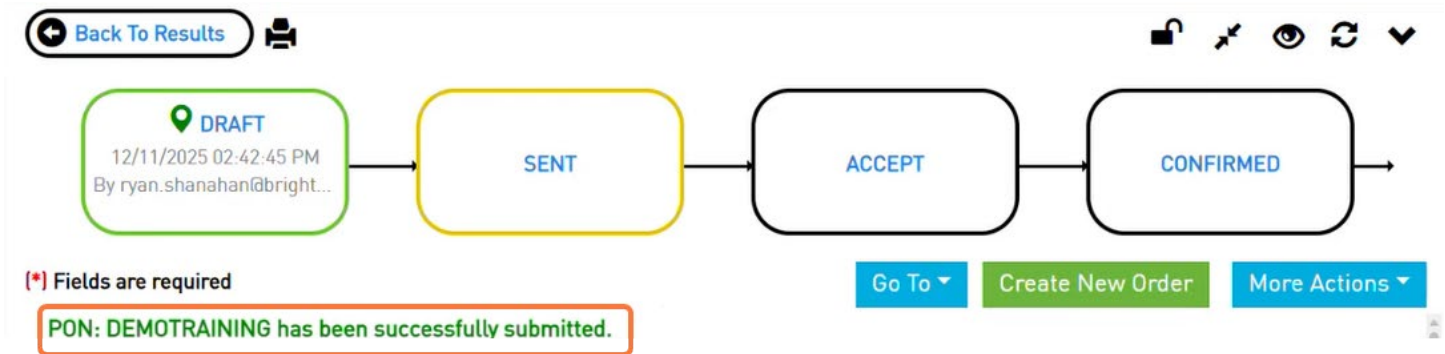 Back To Results
DRAFT
12/11/2025 02:42:45 PM
By ryan.shanahan@bright...
SENT
ACCEPT
CONFIRMED
(*) Fields are required
Go To
Create New Order
More Actions
PON: DEMOTRAINING has been successfully submitted.